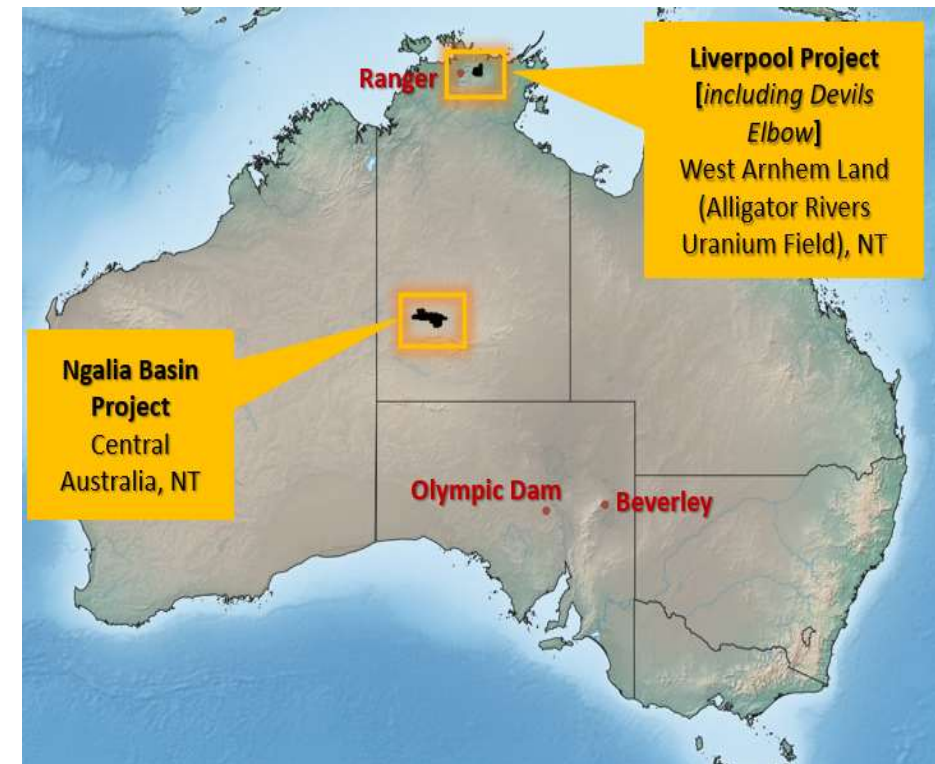 Ranger
Liverpool Project
[including Devils
Elbow]
West Arnhem Land
(Alligator Rivers
Uranium Field), NT
Ngalia Basin
Project
Central
Australia, NT
Olympic Dam
Beverley